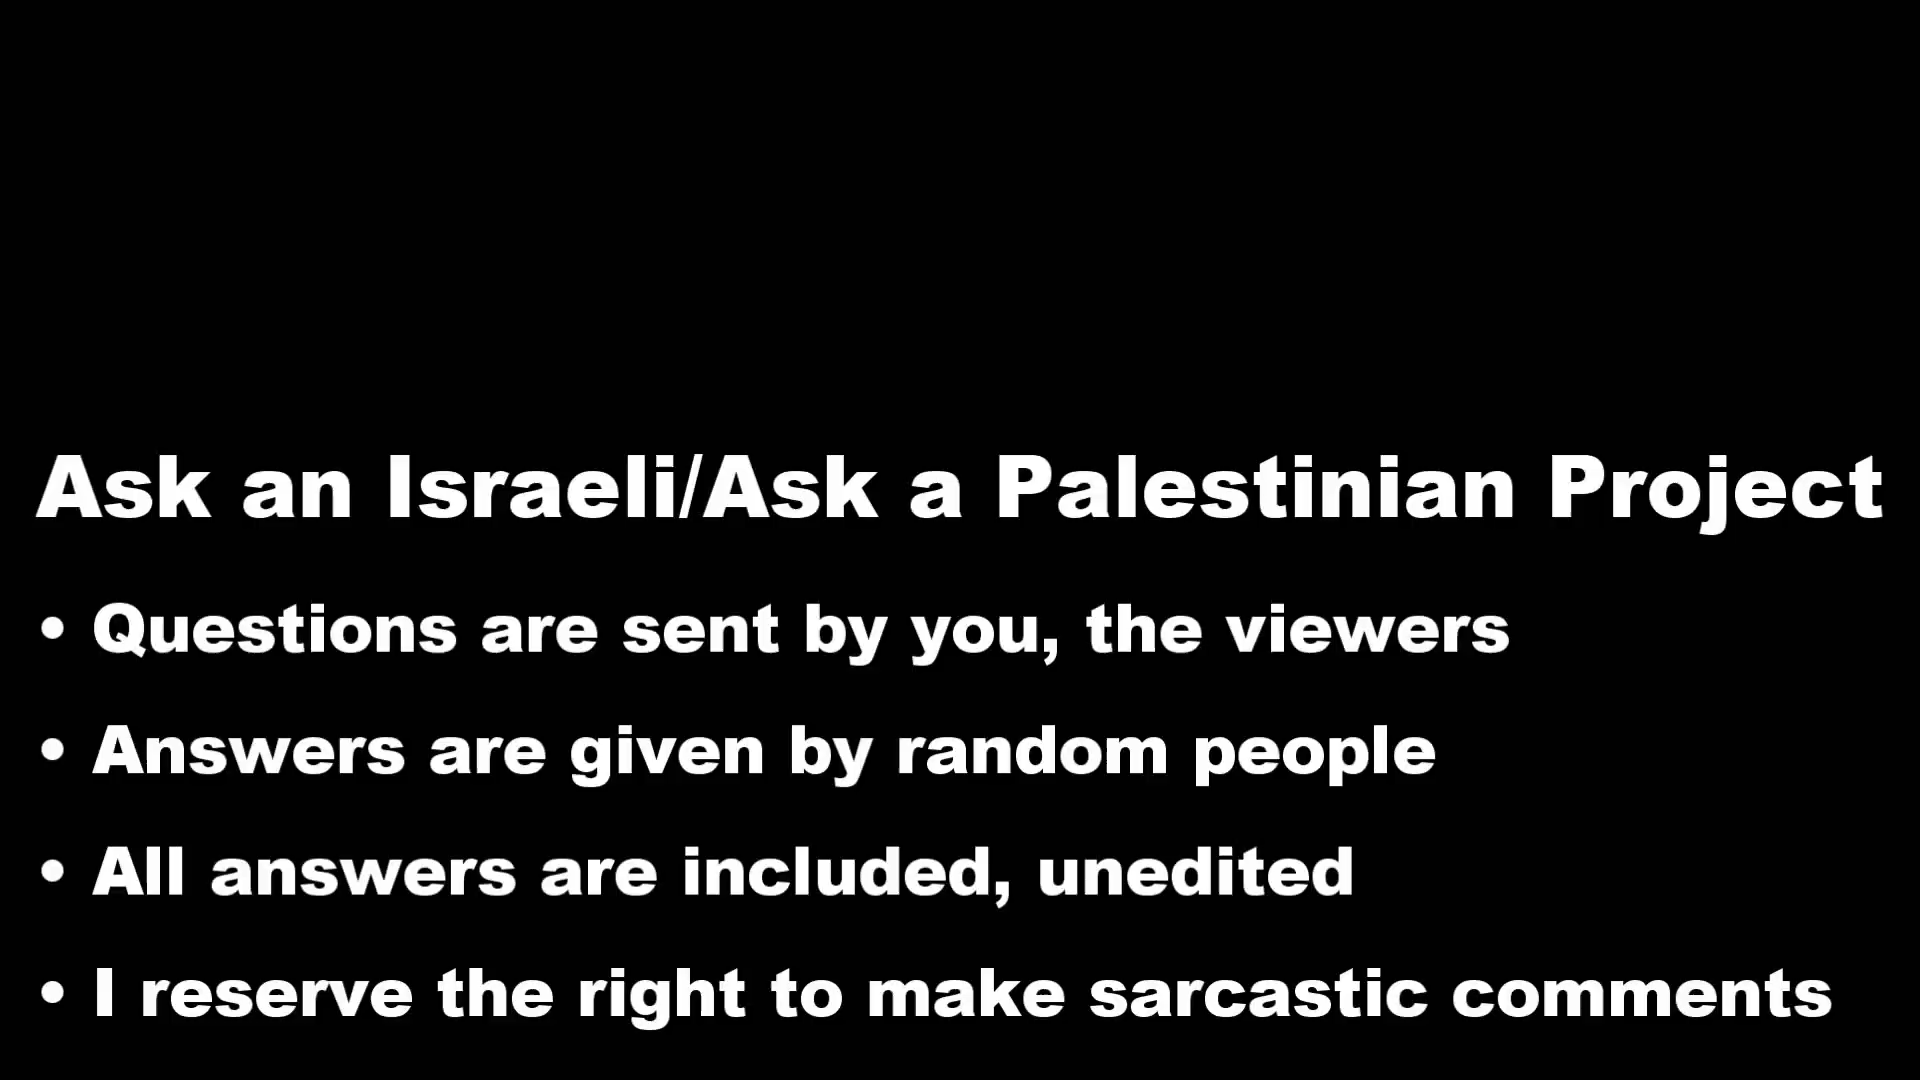 Ask an Israeli/Ask a Palestinian Project
• Questions are sent by you, the viewers
• Answers are given by random people
• All answers are included, unedited
• I reserve the right to make sarcastic comments